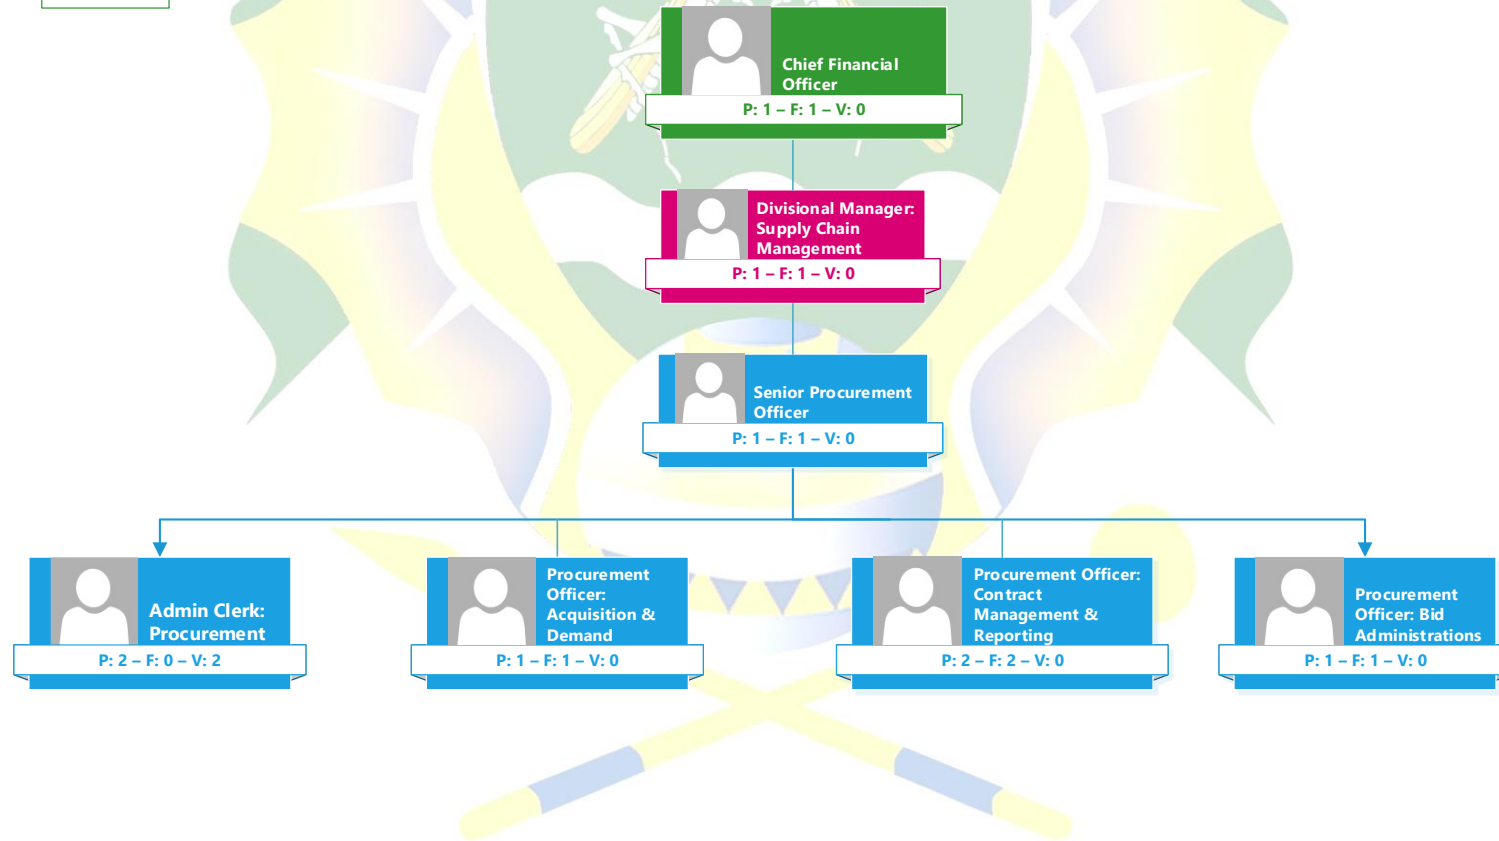 Chief Financial
Officer
P: 1 – F: 1 – V: 0
Divisional Manager:
Supply Chain
Management
P: 1 – F: 1 – V: 0
Senior Procurement
Officer
P: 1 – F: 1 – V: 0
Admin Clerk:
Procurement
P: 2 – F: 0 – V: 2
Procurement
Officer:
Acquisition &
Demand
P: 1 – F: 1 – V: 0
Procurement Officer:
Contract
Management &
Reporting
P: 2 – F: 2 – V: 0
Procurement
Officer: Bid
Administrations
P: 1 – F: 1 – V: 0